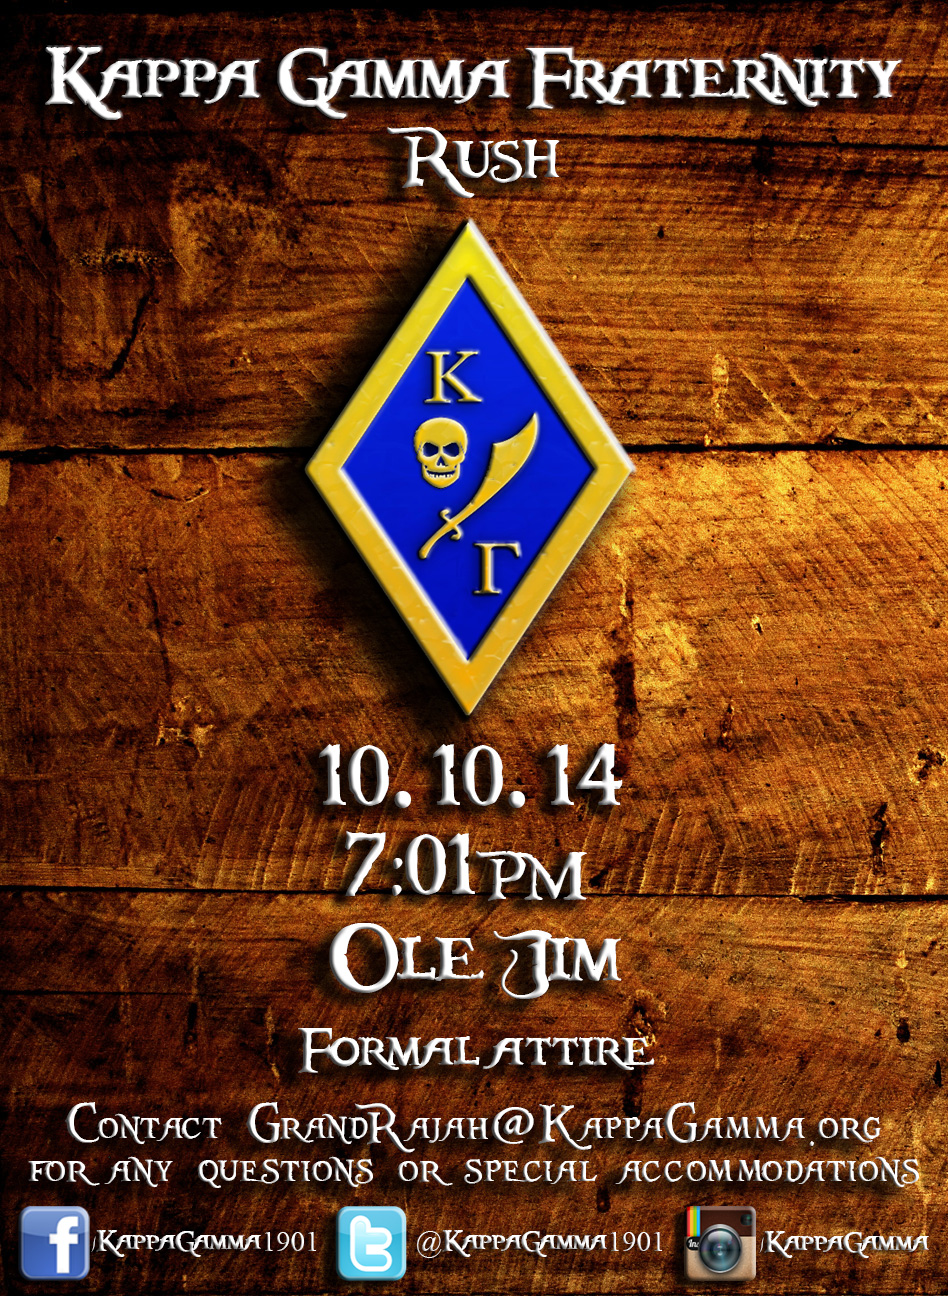 Kappa Gamma Fraternity
Rush
K
Γ
10.10.14
7:01PM
Ole Jim
Formal attire
Contact GrandRajah@KappaGamma.org
for any questions or special accommodations
f /KappaGamma1901 t @KappaGamma1901 Ins /KappaGamma